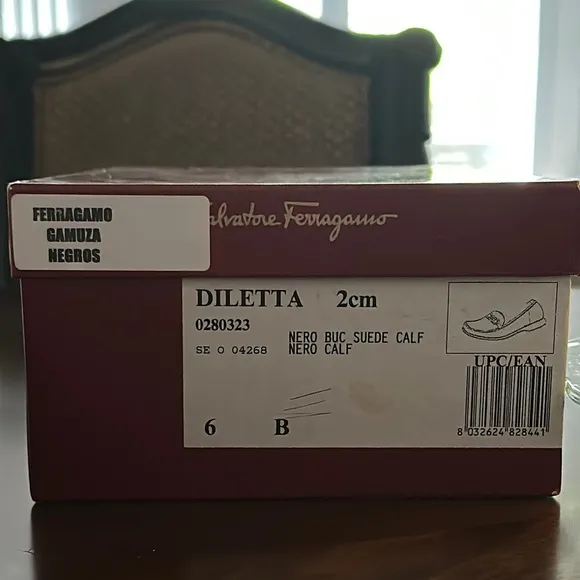 FERRAGAMO
GAMUZA
NEGROS
Salvatore Ferragamo
DILETTA 2cm
0280323
SE O 04268
NERO BUC SUEDE CALF
NERO CALF
UPC/EAN
6 B
8 032624 828441